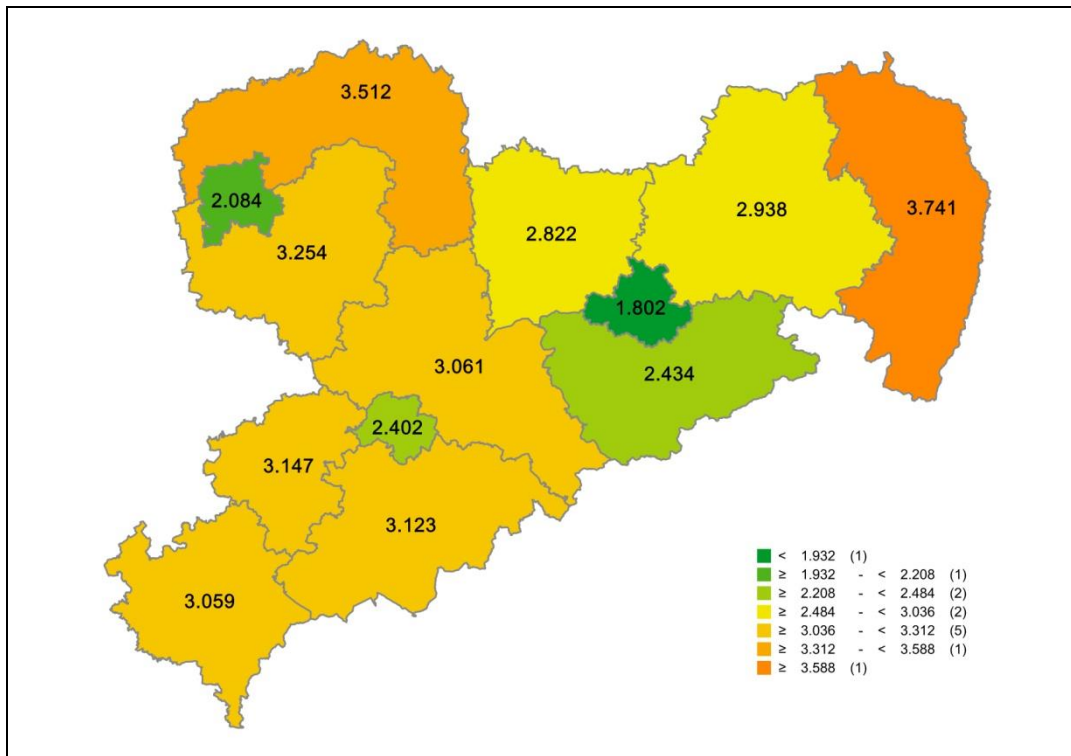 3.512
2.084
3.254
2.822
2.938
3.741
1.802
2.434
3.061
2.402
3.147
3.123
3.059
< 1.932 (1)
≥ 1.932 - < 2.208 (1)
≥ 2.208 - < 2.484 (2)
≥ 2.484 - < 3.036 (2)
≥ 3.036 - < 3.312 (5)
≥ 3.312 - < 3.588 (1)
≥ 3.588 (1)